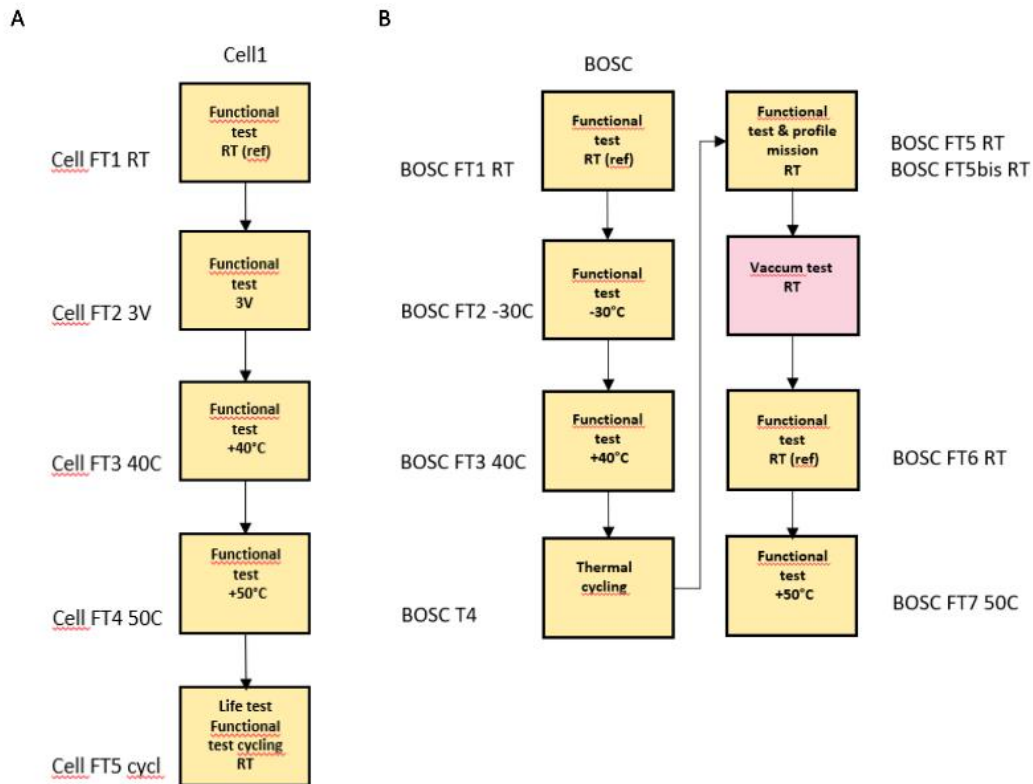 A
Cell1
Cell FT1 RT
Functional
test
RT (ref)
Cell FT2 3V
Functional
test
3V
Cell FT3 40C
Functional
test
+40°C
Cell FT4 50C
Functional
test
+50°C
Cell FT5 cycl
Life test
Functional
test cycling
RT
B
BOSC
BOSC FT1 RT
Functional
test
RT (ref)
BOSC FT2 -30C
Functional
test
-30°C
BOSC FT3 40C
Functional
test
+40°C
BOSC T4
Thermal
cycling
Functional
test & profile
mission
RT
BOSC FT5 RT
BOSC FT5bis RT
Vaccum test
RT
Functional
test
RT (ref)
BOSC FT6 RT
Functional
test
+50°C
BOSC FT7 50C